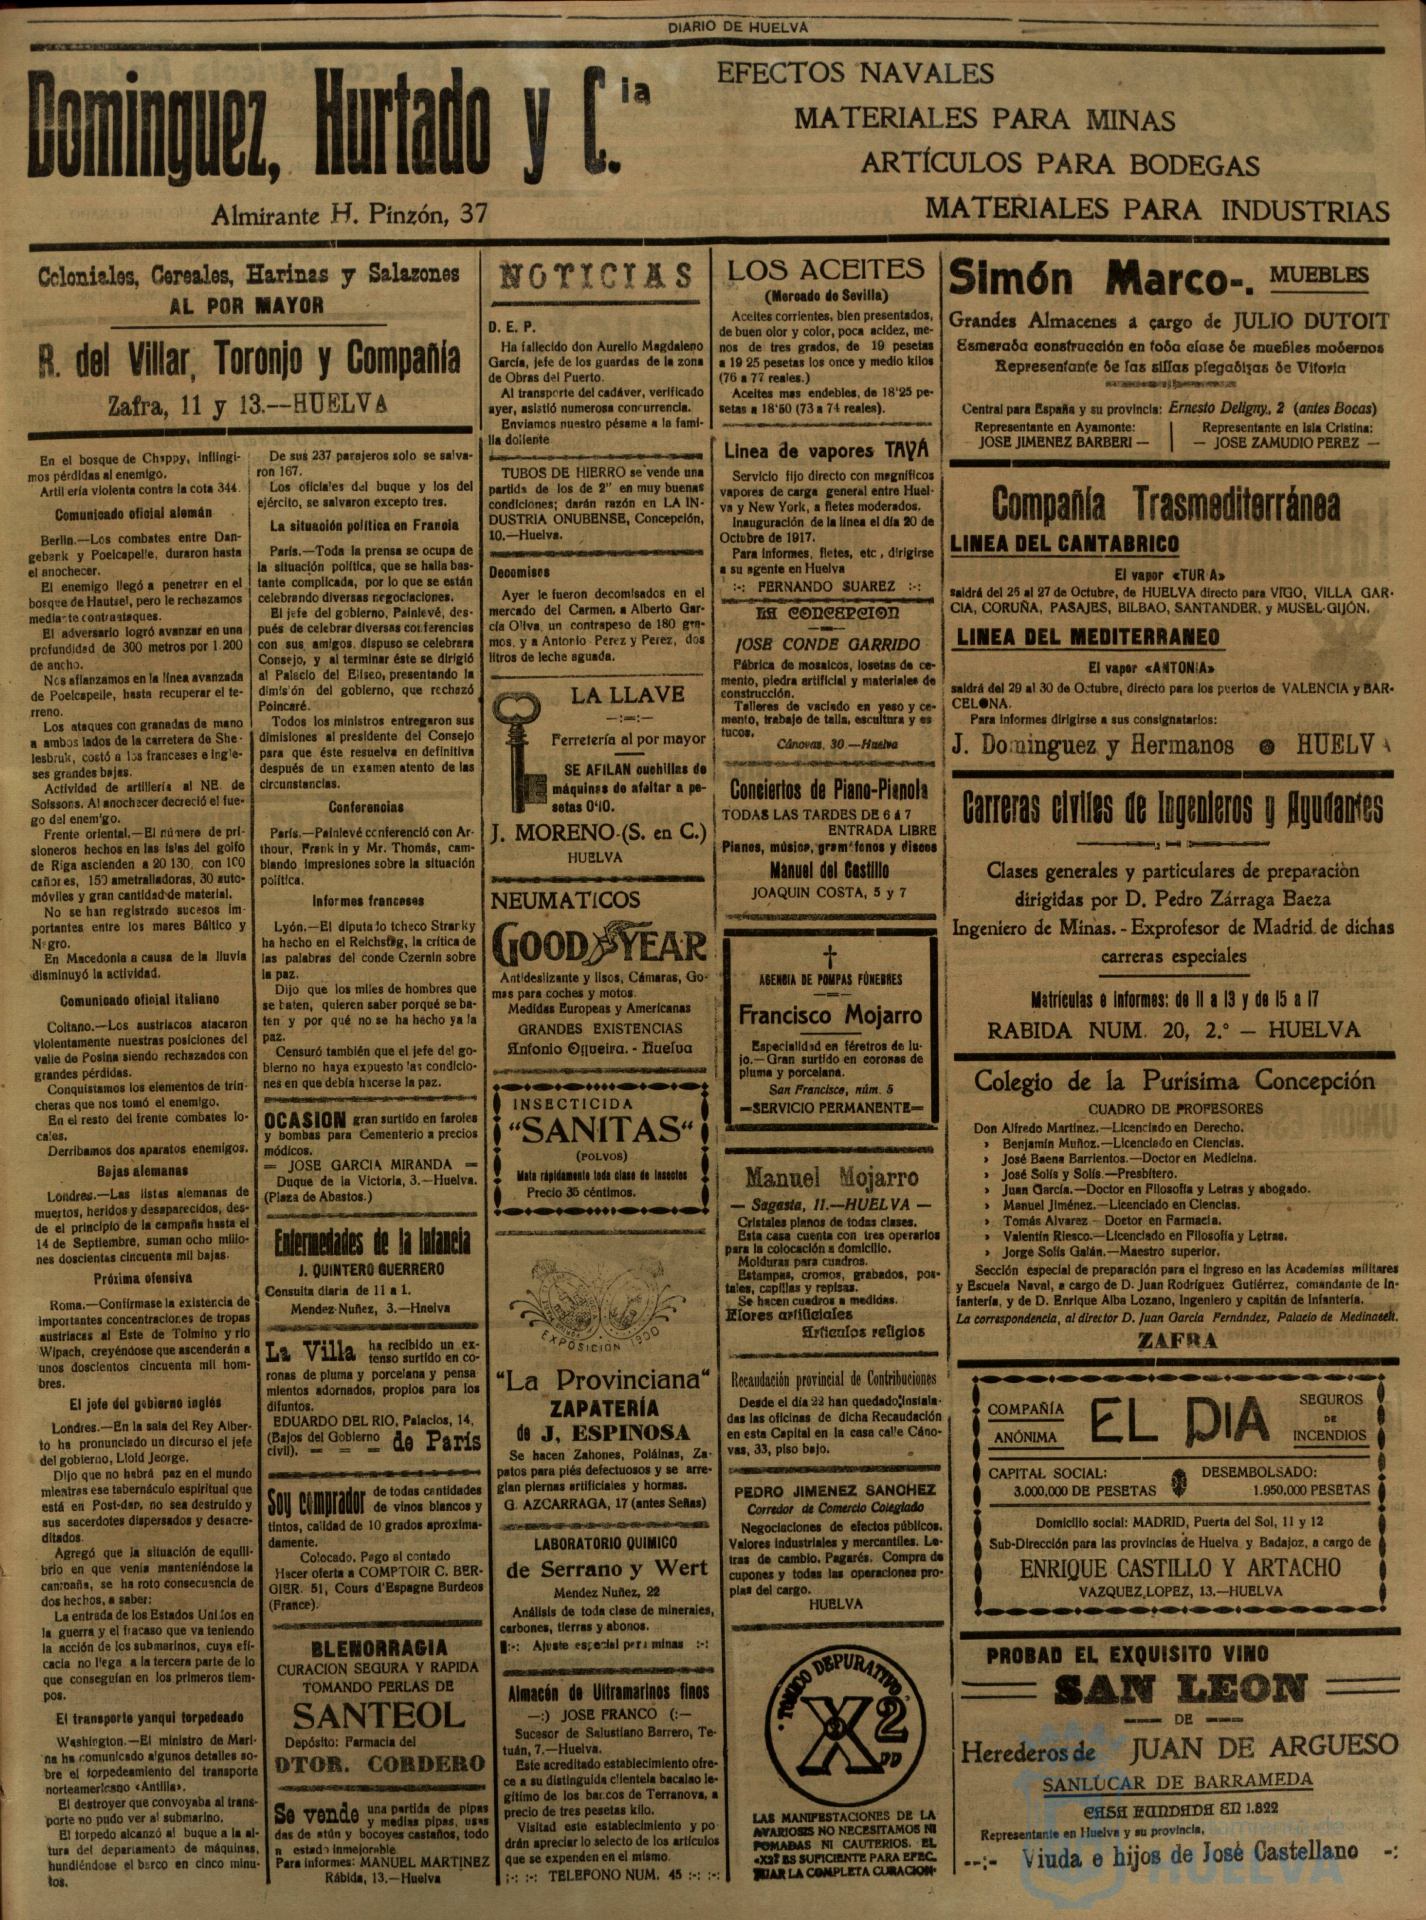 DIARIO DE HUELVA
Dominguez, Hurtado y C.ia
Almirante H. Pinzón, 37
EFECTOS NAVALES
MATERIALES PARA MINAS
ARTÍCULOS PARA BODEGAS
MATERIALES PARA INDUSTRIAS
Coloniales, Cereales, Harinas y Salazones
AL POR MAYOR
R. del Villar, Toronjo y Compañía
Zafra, 11 y 13.--HUELVA
En el bosque de Chappy, inflingi-
mos pérdidas al enemigo.
Artil ería violenta contra la cota 344.
Comunicado oficial alemán
Berlin.—Los combates entre Dan-
gebank y Poelcapelle, duraron hasta
el anochecer.
El enemigo llegó a penetrar en el
bosque de Hautsel, pero le rechazamos
mediante contraataques.
El adversario logró avanzar en una
profundidad de 300 metros por 1.200
de ancho.
Nos afianzamos en la línea avanzada
de Poelcapelle, hasta recuperar el te-
rreno.
Los ataques con granadas de mano
a ambos lados de la carretera de She-
lesbruk, costó a los franceses e ingle-
ses grandes bajas.
Actividad de artillería al NE. de
Soissons. Al anochecer decreció el fue-
go del enemigo.
Frente oriental.—El número de pri-
sioneros hechos en las islas del golfo
de Riga ascienden a 20 130, con 100
cañores, 150 ametralladoras, 30 auto-
móviles y gran cantidad de material.
No se han registrado sucesos im-
portantes entre los mares Báltico y
Negro.
En Macedonia a causa de la lluvia
disminuyó la actividad.
Comunicado oficial italiano
Coltano.—Los austriacos atacaron
violentamente nuestras posiciones del
valle de Posina siendo rechazados con
grandes pérdidas.
Conquistamos los elementos de trin-
cheras que nos tomó el enemigo.
En el resto del frente combates lo-
cales.
Derribamos dos aparatos enemigos.
Bajas alemanas
Londres.—Las listas alemanas de
muertos, heridos y desaparecidos, des-
de el principio de la campaña hasta el
14 de Septiembre, suman ocho millo-
nes doscientas cincuenta mil bajas.
Próxima ofensiva
Roma.—Confírmase la existencia de
importantes concentraciores de tropas
austriacas al Este de Tolmino y rio
Wipach, creyéndose que ascenderán a
unos doscientos cincuenta mil hom-
bres.
El jefe del gobierno inglés
Londres.—En la sala del Rey Alber-
to ha pronunciado un discurso el jefe
del gobierno, Lloid Jeorge.
Dijo que no habrá paz en el mundo
mientras ese tabernáculo espiritual que
está en Post-dan, no sea destruído y
sus sacerdotes dispersados y desacre-
ditados.
Agregó que la situación de equili-
brio en que venía manteniéndose la
campaña, se ha roto consecuencia de
dos hechos, a saber:
La entrada de los Estados Unidos en
la guerra y el fracaso que va teniendo
la acción de los submarinos, cuya efi-
cacia no llega a la tercera parte de lo
que conseguían en los primeros tiem-
pos.
El transporte yanqui torpedeado
Washington.—El ministro de Mari-
na ha comunicado algunos detalles so-
bre el torpedeamiento del transporte
norteamericano «Antilla».
El destroyer que convoyaba al trans-
porte no pudo ver al submarino.
El torpedo alcanzó al buque a la al-
tura del departamento de máquinas,
hundiéndose el barco en cinco minu-
tos.
De sus 237 parajeros solo se salva-
ron 167.
Los oficiales del buque y los del
ejército, se salvaron excepto tres.
La situación política en Francia
París.—Toda la prensa se ocupa de
la situación política, que se halla bas-
tante complicada, por lo que se están
celebrando diversas negociaciones.
El jefe del gobierno, Painlevé, des-
pués de celebrar diversas conferencias
con sus amigos, dispuso se celebrara
Consejo, y al terminar éste se dirigió
al Palacio del Elíseo, presentando la
dimisión del gobierno, que rechazó
Poincaré.
Todos los ministros entregaron sus
dimisiones al presidente del Consejo
para que éste resuelva en definitiva
después de un examen atento de las
circunstancias.
Conferencias
París.—Painlevé conferenció con Ar-
thour, Frank in y Mr. Thomás, cam-
biando impresiones sobre la situación
política.
Informes franceses
Lyón.—El diputado tcheco Stranky
ha hecho en el Reichstag, la crítica de
las palabras del conde Czernin sobre
la paz.
Dijo que los miles de hombres que
se baten, quieren saber porqué se ba-
ten y por qué no se ha hecho ya la
paz.
Censuró también que el jefe del go-
bierno no haya expuesto las condicio-
nes en que debía hacerse la paz.
OCASION gran surtido en faroles
y bombas para Cementerio a precios
módicos.
= JOSE GARCIA MIRANDA =
Duque de la Victoria, 3.—Huelva.
(Plaza de Abastos.)
Enfermedades de la Infancia
J. QUINTERO GUERRERO
Consulta diaria de 11 a 1.
Mendez-Nuñez, 3.—Hnelva
La Villa ha recibido un ex-
tenso surtido en co-
ronas de pluma y porcelana y pensa
mientos adornados, propios para los
difuntos.
EDUARDO DEL RIO, Palacios, 14,
(Bajos del Gobierno
civil). = = = de París
Soy comprador de todas cantidades
de vinos blancos y
tintos, calidad de 10 grados aproxima-
damente.
Colocado. Pago al contado
Hacer oferta a COMPTOIR C. BER-
GIER. 51, Cours d'Espagne Burdeos
(France).
BLENORRAGIA
CURACION SEGURA Y RAPIDA
TOMANDO PERLAS DE
SANTEOL
Depósito: Farmacia del
DTOR. CORDERO
Se vende una partida de pipas
y medias pipas, usa
das de atún y bocoyes castaños, todo
n estado inmejorable
Para informes: MANUEL MARTINEZ
Rábida, 13.—Huelva
NOTICIAS
D. E. P.
Ha fallecido don Aurelio Magdaleno
García, jefe de los guardas de la zona
de Obras del Puerto.
Al transporte del cadáver, verificado
ayer, asistió numerosa concurrencia.
Enviamos nuestro pésame a la fami-
lia doliente
TUBOS DE HIERRO se vende una
partida de los de 2” en muy buenas
condiciones; darán razón en LA IN-
DUSTRIA ONUBENSE, Concepción,
10.—Huelva.
Decomisos
Ayer le fueron decomisados en el
mercado del Carmen, a Alberto Gar-
cía Oliva un contrapeso de 180 gra-
mos, y a Antonio Perez y Perez, dos
litros de leche aguada.
LA LLAVE
—:=:—
Ferretería al por mayor
SE AFILAN cuchillas de
máquinas de afeitar a pe-
setas 0'10.
J. MORENO-(S. en C.)
HUELVA
NEUMATICOS
GOODYEAR
Antideslizante y lisos, Cámaras, Go-
mas para coches y motos.
Medidas Europeas y Americanas
GRANDES EXISTENCIAS
Antonio Oqueira. - Huelva
INSECTICIDA
“SANITAS“
(POLVOS)
Mata rápidamente toda clase de insectos
Precio 35 céntimos.
EXPOSICION 1900
“La Provinciana“
ZAPATERÍA
de J, ESPINOSA
Se hacen Zahones, Poláinas, Za-
patos para piés defectuosos y se arre-
glan piernas artificiales y hormas.
G. AZCARRAGA, 17 (antes Señas)
LABORATORIO QUIMICO
de Serrano y Wert
Mendez Nuñez, 22
Análisis de toda clase de minerales,
carbones, tierras y abonos.
:-: Ajuste especial para minas :-:
Almacén de Ultramarinos finos
—:) JOSE FRANCO (:—
Sucesor de Salustiano Barrero, Te-
tuán, 7.—Huelva.
Este acreditado establecimiento ofre-
ce a su distinguida clientela bacalao le-
gítimo de los barcos de Terranova, a
precio de tres pesetas kilo.
Visitad este establecimiento y po-
drán apreciar lo selecto de los artículos
que se expenden en el mismo.
:-: :-: TELEFONO NUM. 45 :-: :-:
LOS ACEITES
(Mercado de Sevilla)
Aceites corrientes, bien presentados,
de buen olor y color, poca acidez, me-
nos de tres grados, de 19 pesetas
a 19 25 pesetas los once y medio kilos
(76 a 77 reales.)
Aceites mas endebles, de 18'25 pe-
setas a 18'50 (73 a 74 reales).
Linea de vapores TAYÁ
Servicio fijo directo con magníficos
vapores de carga general entre Huel-
va y New York, a fletes moderados.
Inauguración de la línea el día 20 de
Octubre de 1917.
Para informes, fletes, etc , dirigirse
a su agente en Huelva
:-: FERNANDO SUAREZ :-:
LA CONCEPCION
JOSE CONDE GARRIDO
Fábrica de mosaicos, losetas de ce-
mento, piedra artificial y materiales de
construcción.
Talleres de vaciado en yeso y ce-
mento, trabajo de talla, escultura y es
tucos.
Cánovas, 30.—Huelva
Conciertos de Piano-Pianola
TODAS LAS TARDES DE 6 á 7
ENTRADA LIBRE
Pianos, música, gramófonos y discos
Manuel del Castillo
JOAQUIN COSTA, 5 y 7
AGENCIA DE POMPAS FÚNEBRES
Francisco Mojarro
Especialidad en féretros de lu-
jo.—Gran surtido en coronas de
pluma y porcelana.
San Francisco, núm. 5
=SERVICIO PERMANENTE=
Manuel Mojarro
— Sagasta, 11.—HUELVA —
Cristales planos de todas clases.
Esta casa cuenta con tres operarios
para la colocación a domicilio.
Molduras para cuadros.
Estampas, cromos, grabados, pos-
tales, capillas y repisas.
Se hacen cuadros a medidas.
Flores artificiales
Artículos religios
Recaudación provincial de Contribuciones
Desde el día 22 han quedado instala-
das las oficinas de dicha Recaudación
en esta Capital en la casa calle Cáno-
vas, 33, piso bajo.
PEDRO JIMENEZ SANCHEZ
Corredor de Comercio Colegiado
Negociaciones de efectos públicos.
Valores industriales y mercantiles. Le-
tras de cambio. Pagarés. Compra de
cupones y todas las operaciones pro-
pias del cargo.
HUELVA
TONICO DEPURATIVO
X2
LAS MANIFESTACIONES DE LA
AVARIOSIS NO NECESITAMOS NI
POMADAS NI CAUTERIOS. EL
«X2» ES SUFICIENTE PARA EFEC-
TUAR LA COMPLETA CURACION
Simón Marco-. MUEBLES
Grandes Almacenes á cargo de JULIO DUTOIT
Esmerada construcción en toda clase de muebles modernos
Representante de las sillas plegadizas de Vitoria
Central para España y su provincia: Ernesto Deligny., 2 (antes Bocas)
Representante en Ayamonte:
JOSE JIMENEZ BARBERI —
Representante en Isla Cristina:
— JOSE ZAMUDIO PEREZ —
Compañía Trasmediterránea
LINEA DEL CANTABRICO
El vapor «TURIA»
saldrá del 26 al 27 de Octubre, de HUELVA directo para VIGO, VILLA GAR-
CIA, CORUÑA, PASAJES, BILBAO, SANTANDER, y MUSEL-GIJÓN.
LINEA DEL MEDITERRANEO
El vapor «ANTONIA»
saldrá del 29 al 30 de Octubre, directo para los puertos de VALENCIA y BAR-
CELONA.
Para informes dirigirse a sus consignatarios:
J. Dominguez y Hermanos HUELVA
Carreras civiles de Ingenieros y Ayudantes
Clases generales y particulares de preparación
dirigidas por D. Pedro Zárraga Baeza
Ingeniero de Minas. - Exprofesor de Madrid de dichas
carreras especiales
Matrículas e informes: de 11 a 13 y de 15 a 17
RABIDA NUM. 20, 2.° — HUELVA
Colegio de la Purísima Concepción
CUADRO DE PROFESORES
Don Alfredo Martínez.—Licenciado en Derecho.
» Benjamín Muñoz.—Licenciado en Ciencias.
» José Baena Barrientos.—Doctor en Medicina.
» José Solís y Solís.—Presbítero.
» Juan García.—Doctor en Filosofía y Letras y abogado.
» Manuel Jiménez.—Licenciado en Ciencias.
» Tomás Alvarez.—Doctor en Farmacia.
» Valentín Riesco.—Licenciado en Filosofía y Letras.
» Jorge Solís Galán.—Maestro superior.
Sección especial de preparación para el ingreso en las Academias militares
y Escuela Naval, a cargo de D. Juan Rodríguez Gutiérrez, comandante de In-
fantería, y de D. Enrique Alba Lozano, Ingeniero y capitán de Infantería.
La correspondencia, al director D. Juan García Fernández, Palacio de Medinaceli.
ZAFRA
COMPAÑÍA
ANÓNIMA
EL DIA
SEGUROS
DE
INCENDIOS
CAPITAL SOCIAL:
3.000,000 DE PESETAS
DESEMBOLSADO:
1.950,000 PESETAS
Domicilio social: MADRID, Puerta del Sol, 11 y 12
Sub-Dirección para las provincias de Huelva y Badajoz, a cargo de
ENRIQUE CASTILLO Y ARTACHO
VAZQUEZ LOPEZ, 13.—HUELVA
PROBAD EL EXQUISITO VINO
SAN LEON
DE
Herederos de JUAN DE ARGUESO
SANLUCAR DE BARRAMEDA
CASA FUNDADA EN 1.822
Representante en Huelva y su provincia,
--:- Viuda e hijos de José Castellano -:
HUELVA